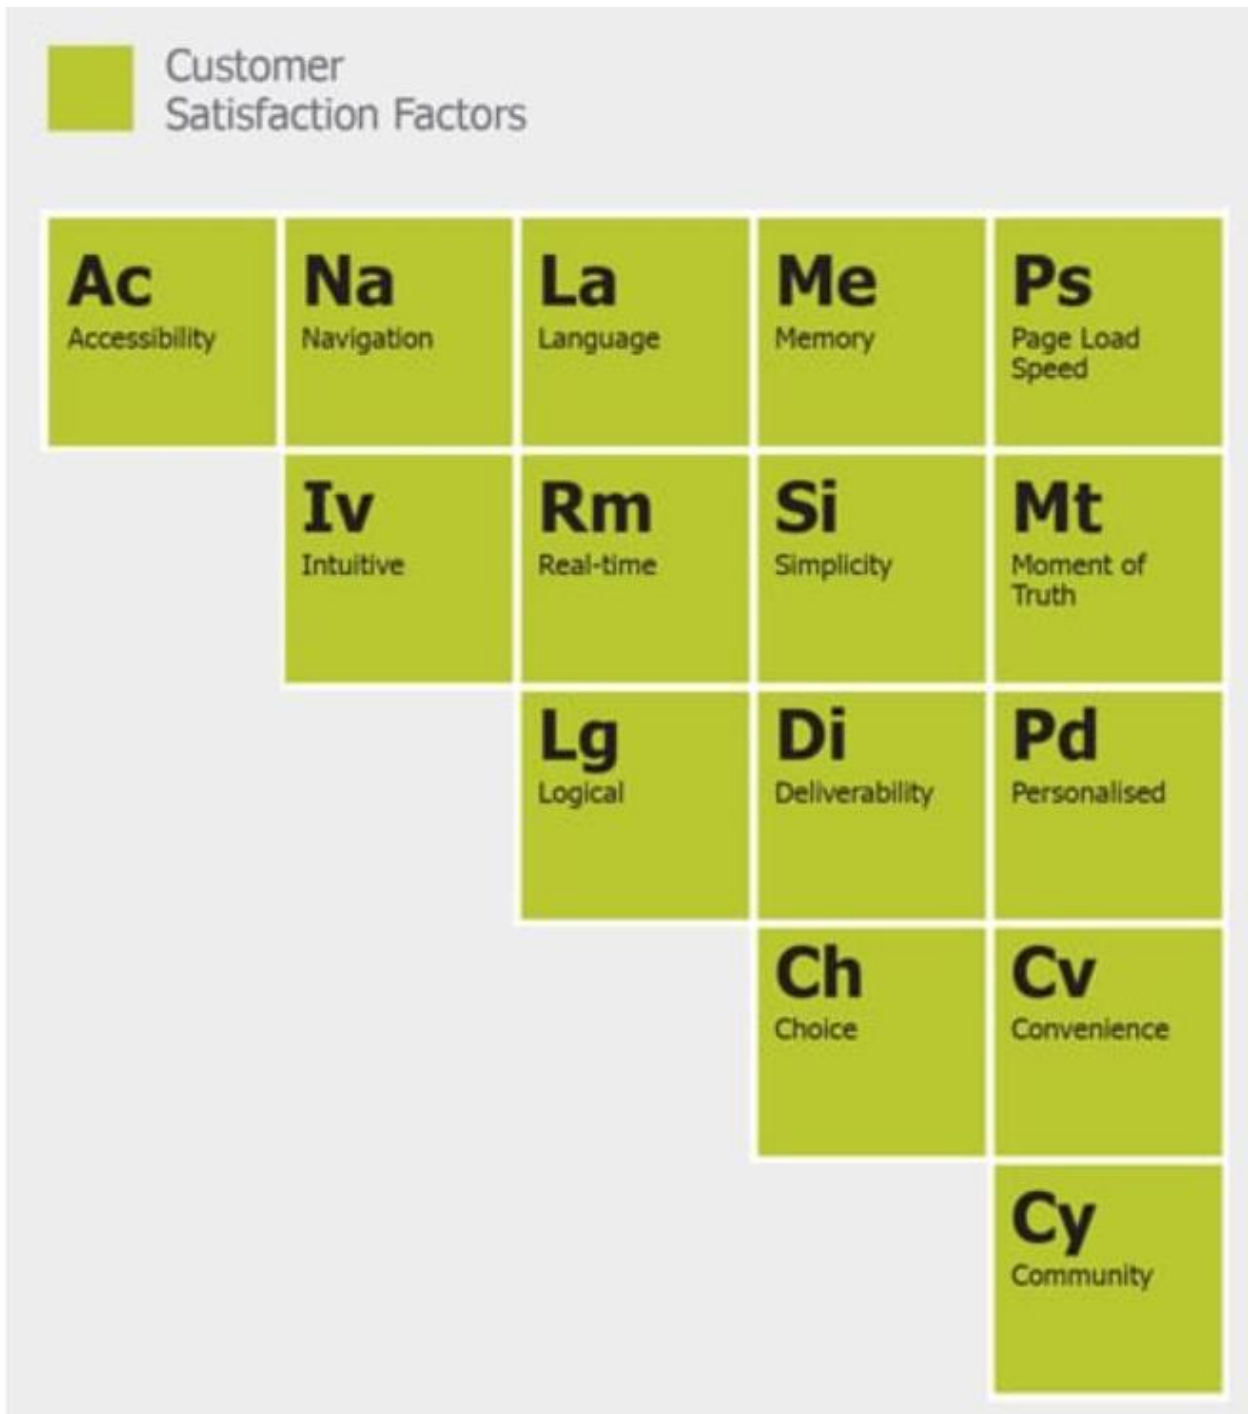 Customer
Satisfaction Factors
Ac
Accessibility
Na
Navigation
La
Language
Me
Memory
Ps
Page Load
Speed
Iv
Intuitive
Rm
Real-time
Si
Simplicity
Mt
Moment of
Truth
Lg
Logical
Di
Deliverability
Pd
Personalised
Ch
Choice
Cv
Convenience
Cy
Community